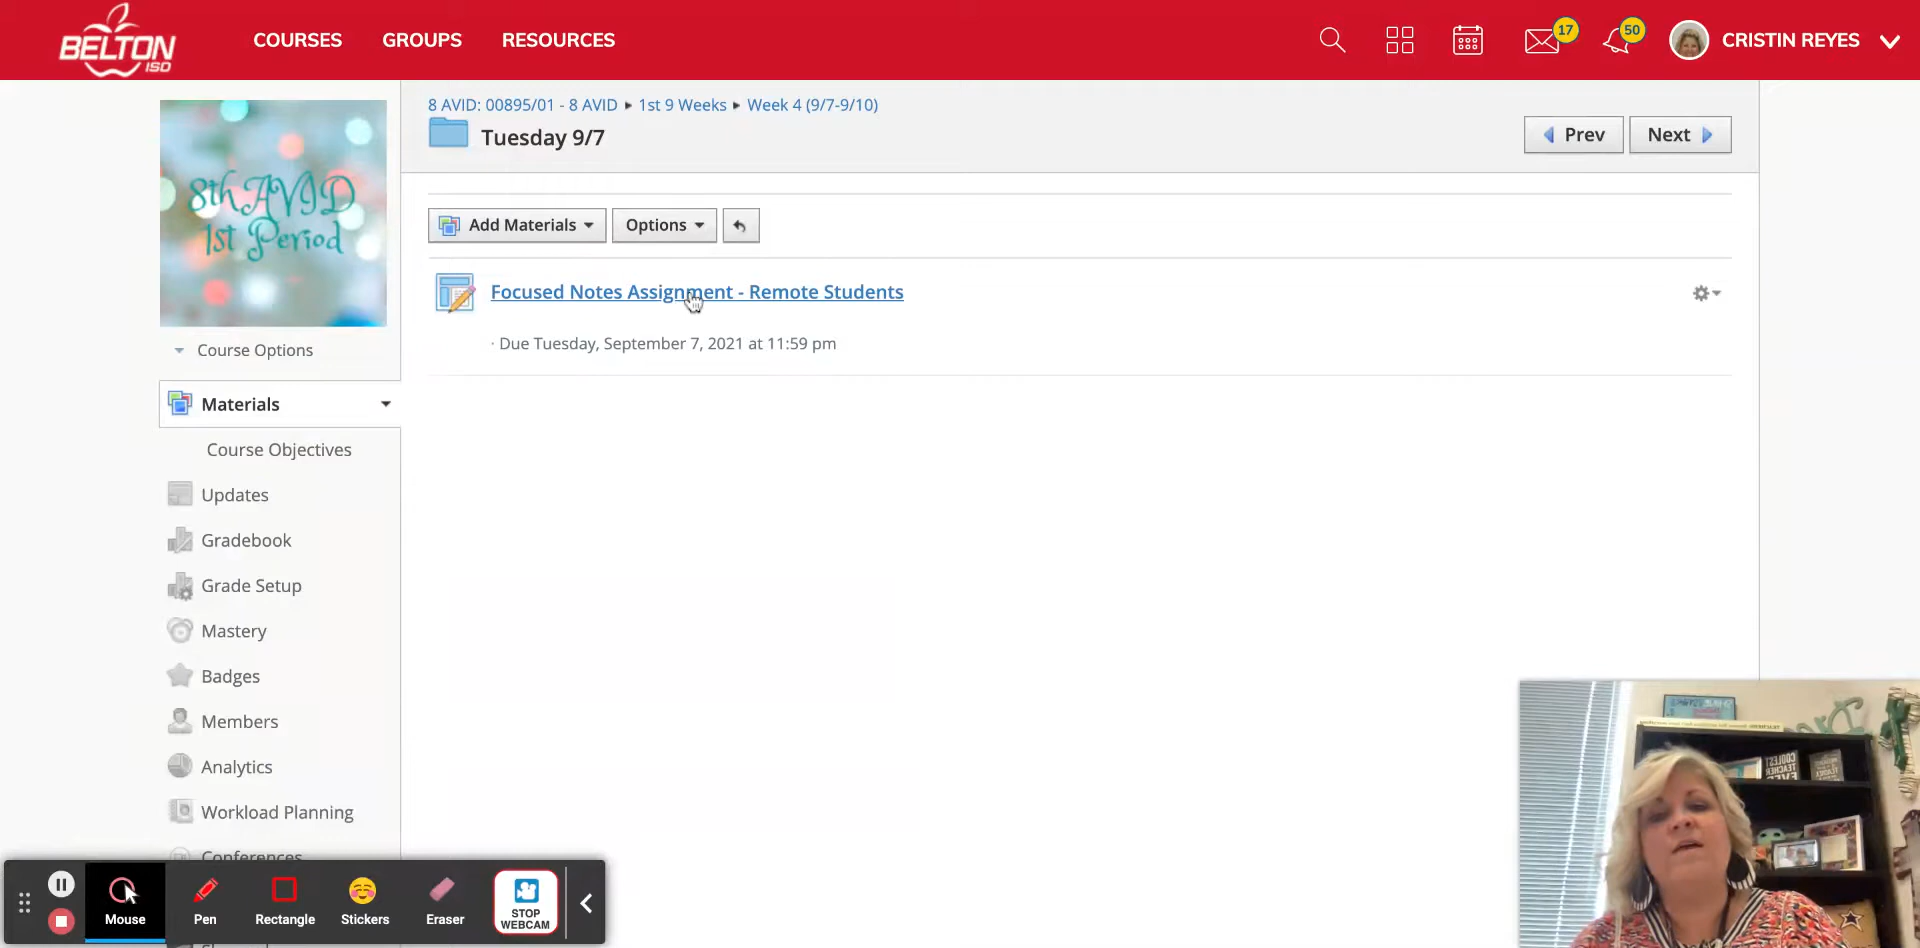 BELTON
ISD
COURSES
GROUPS
RESOURCES
17
50
CRISTIN REYES
8 AVID: 00895/01 - 8 AVID ▸ 1st 9 Weeks ▸ Week 4 (9/7-9/10)
Tuesday 9/7
Prev
Next
8th AVID
1st Period
Add Materials
Options
Focused Notes Assignment - Remote Students
· Due Tuesday, September 7, 2021 at 11:59 pm
Course Options
Materials
Course Objectives
Updates
Gradebook
Grade Setup
Mastery
Badges
Members
Analytics
Workload Planning
Conferences
Mouse
Pen
Rectangle
Stickers
Eraser
STOP
WEBCAM
COOLEST
TEACHER
EVER